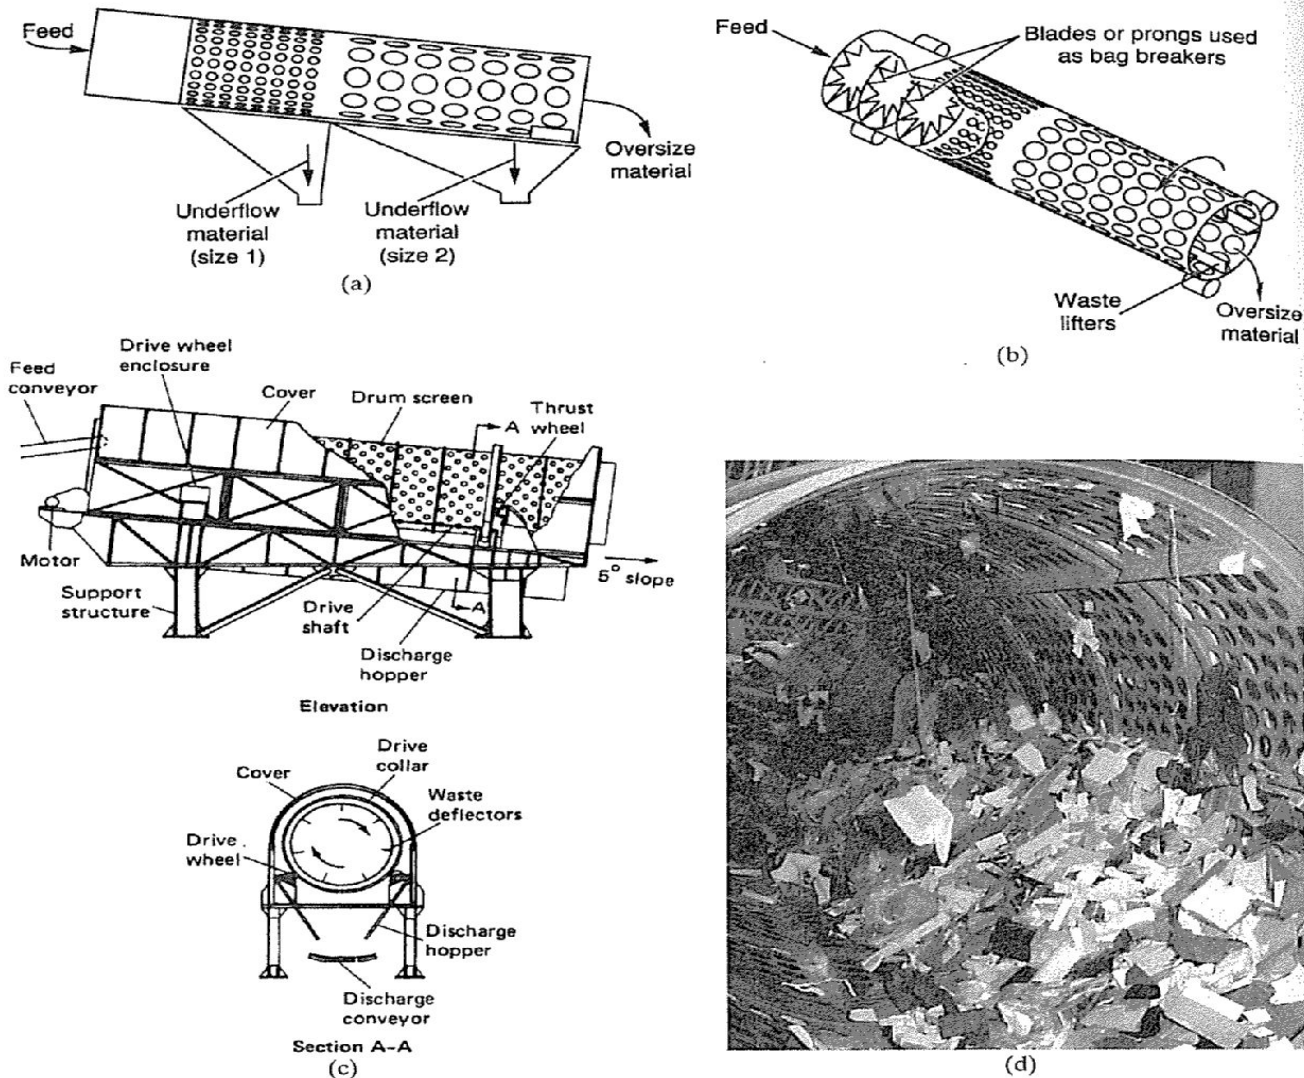 Feed
Oversize
material
Underflow
material
(size 1)
Underflow
material
(size 2)
(a)
Feed
Blades or prongs used
as bag breakers
Waste
lifters
Oversize
material
(b)
Feed
conveyor
Drive wheel
enclosure
Cover
Drum screen
Thrust
wheel
A
Motor
Support
structure
Drive
shaft
A
Discharge
hopper
5° slope
Elevation
Cover
Drive
collar
Waste
deflectors
Drive
wheel
Discharge
hopper
Discharge
conveyor
Section A-A
(c)
(d)